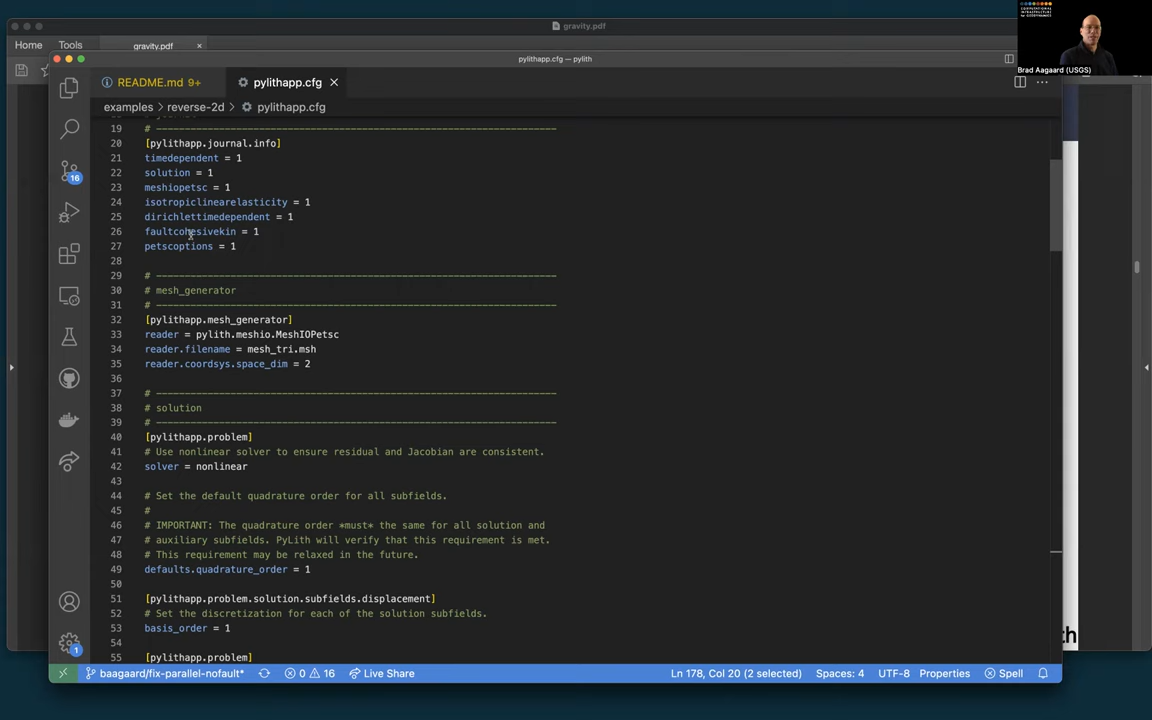 COMPUTATIONAL
INFRASTRUCTURE
for GEODYNAMICS
Brad Aagaard (USGS)
gravity.pdf
Home Tools gravity.pdf ×
pylithapp.cfg — pylith
README.md 9+ pylithapp.cfg ×
examples > reverse-2d > pylithapp.cfg
19 # ----------------------------------------------------------------------
20 [pylithapp.journal.info]
21 timedependent = 1
22 solution = 1
23 meshiopetsc = 1
24 isotropiclinearelasticity = 1
25 dirichlettimedependent = 1
26 faultcohesivekin = 1
27 petscoptions = 1
28
29 # ----------------------------------------------------------------------
30 # mesh_generator
31 # ----------------------------------------------------------------------
32 [pylithapp.mesh_generator]
33 reader = pylith.meshio.MeshIOPetsc
34 reader.filename = mesh_tri.msh
35 reader.coordsys.space_dim = 2
36
37 # ----------------------------------------------------------------------
38 # solution
39 # ----------------------------------------------------------------------
40 [pylithapp.problem]
41 # Use nonlinear solver to ensure residual and Jacobian are consistent.
42 solver = nonlinear
43
44 # Set the default quadrature order for all subfields.
45 #
46 # IMPORTANT: The quadrature order *must* the same for all solution and
47 # auxiliary subfields. PyLith will verify that this requirement is met.
48 # This requirement may be relaxed in the future.
49 defaults.quadrature_order = 1
50
51 [pylithapp.problem.solution.subfields.displacement]
52 # Set the discretization for each of the solution subfields.
53 basis_order = 1
54
55 [pylithapp.problem]
16
1
th
baagaard/fix-parallel-nofault* 0 16 Live Share Ln 178, Col 20 (2 selected) Spaces: 4 UTF-8 Properties Spell